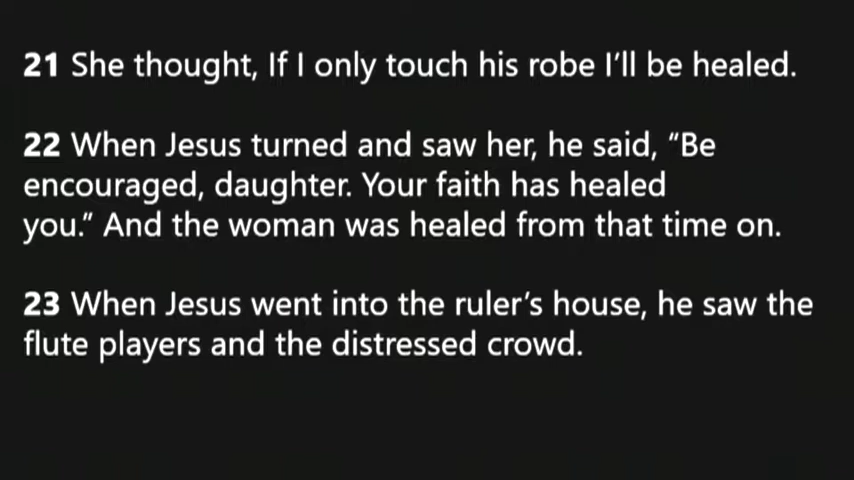 21 She thought, If I only touch his robe I’ll be healed.
22 When Jesus turned and saw her, he said, “Be
encouraged, daughter. Your faith has healed
you.” And the woman was healed from that time on.
23 When Jesus went into the ruler’s house, he saw the
flute players and the distressed crowd.